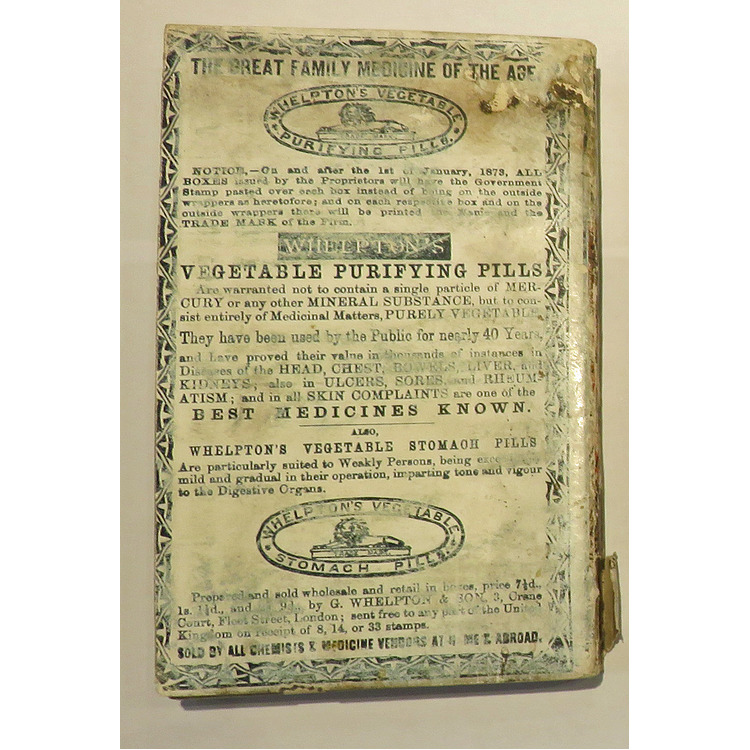 THE GREAT FAMILY MEDICINE OF THE AGE.
WHELPTON'S VEGETABLE
TRADE MARK
PURIFYING PILLS.
NOTICE.—On and after the 1st of January, 1873, ALL
BOXES issued by the Proprietors will have the Government
Stamp pasted over each box instead of being on the outside
wrappers as heretofore; and on each respective box and on the
outside wrappers there will be printed the Name and the
TRADE MARK of the Firm.
WHELPTON'S
VEGETABLE PURIFYING PILLS
Are warranted not to contain a single particle of MER-
CURY or any other MINERAL SUBSTANCE, but to con-
sist entirely of Medicinal Matters, PURELY VEGETABLE.
They have been used by the Public for nearly 40 Years,
and have proved their value in thousands of instances in
Diseases of the HEAD, CHEST, BOWELS, LIVER, and
KIDNEYS; also in ULCERS, SORES, and RHEUM-
ATISM; and in all SKIN COMPLAINTS are one of the
BEST MEDICINES KNOWN.
ALSO,
WHELPTON'S VEGETABLE STOMACH PILLS
Are particularly suited to Weakly Persons, being
mild and gradual in their operation, imparting tone and vigour
to the Digestive Organs.
WHELPTON'S VEGETABLE
TRADE MARK
STOMACH PILLS.
Prepared and sold wholesale and retail in boxes, price 7½d.,
1s. 1½d., and 9d., by G. WHELPTON & SON, 3, Crane
Court, Fleet Street, London; sent free to any part of the United
Kingdom on receipt of 8, 14, or 33 stamps.
SOLD BY ALL CHEMISTS & MEDICINE VENDORS AT HOME & ABROAD.